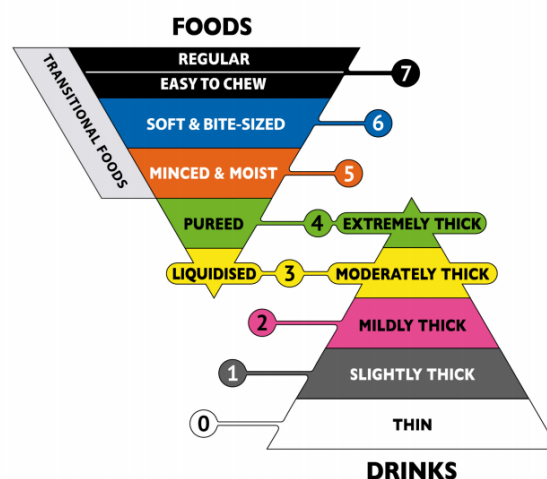 FOODS
REGULAR
7
EASY TO CHEW
TRANSITIONAL FOODS
SOFT & BITE-SIZED
6
MINCED & MOIST
5
PUREED
4
EXTREMELY THICK
LIQUIDISED
3
MODERATELY THICK
2
MILDLY THICK
1
SLIGHTLY THICK
0
THIN
DRINKS